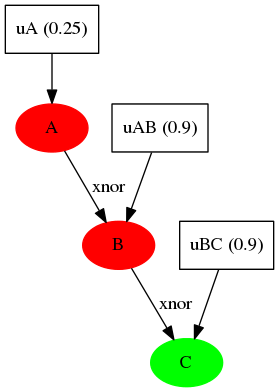 uA (0.25)
A
uAB (0.9)
xnor
B
uBC (0.9)
xnor
C